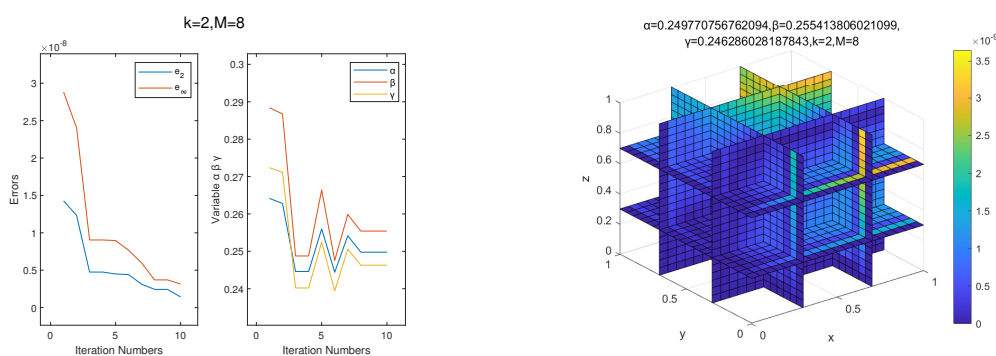 k=2,M=8
×10⁻⁸
3
2.5
2
1.5
1
0.5
0
Errors
0
5
10
Iteration Numbers
e₂
e∞
0.3
0.29
0.28
0.27
0.26
0.25
0.24
Variable α β γ
0
5
10
Iteration Numbers
α
β
γ
α=0.249770756762094,β=0.255413806021099,
γ=0.246286028187843,k=2,M=8
1
0.8
0.6
0.4
0.2
0
z
1
0.5
0
y
0
0.5
1
x
×10⁻⁹
3.5
3
2.5
2
1.5
1
0.5
0